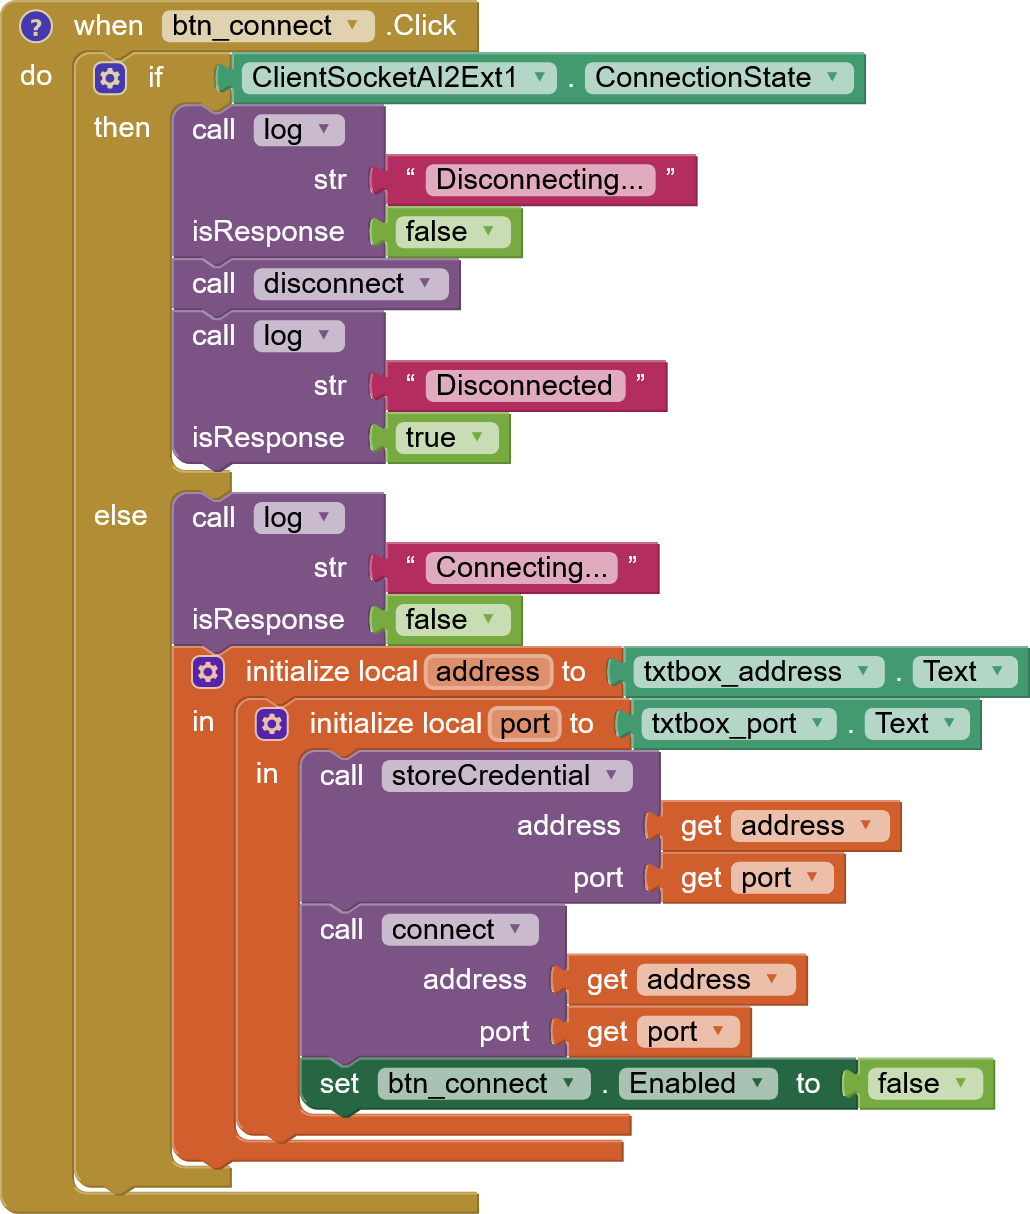 ? when btn_connect .Click
do if ClientSocketAI2Ext1 . ConnectionState
then call log
str “ Disconnecting... ”
isResponse false
call disconnect
call log
str “ Disconnected ”
isResponse true
else call log
str “ Connecting... ”
isResponse false
initialize local address to txtbox_address . Text
in initialize local port to txtbox_port . Text
in call storeCredential
address get address
port get port
call connect
address get address
port get port
set btn_connect . Enabled to false